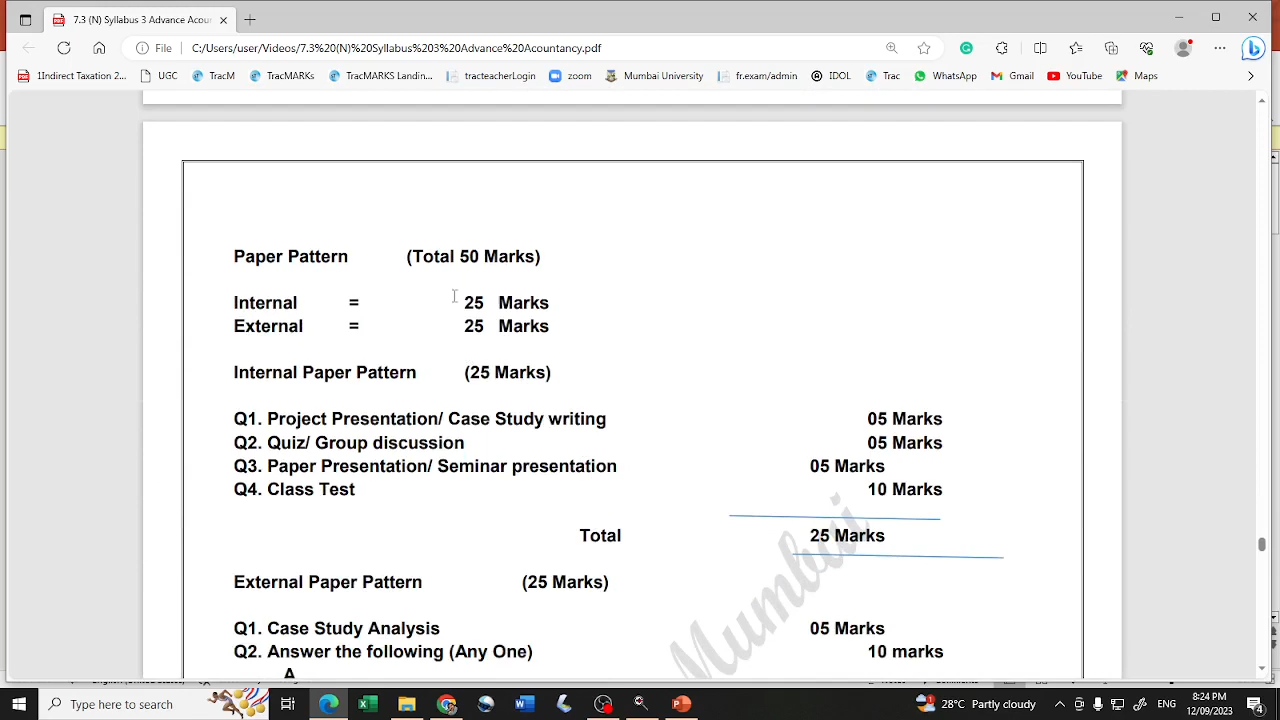 7.3 (N) Syllabus 3 Advance Acou
File C:/Users/user/Videos/7.3%20(N)%20Syllabus%203%20Advance%20Accountancy.pdf
1Indirect Taxation 2... UGC TracM TracMARKS TracMARKS Landin... tracteacherLogin zoom Mumbai University fr.exam/admin IDOL Trac WhatsApp Gmail YouTube Maps
Paper Pattern (Total 50 Marks)
Internal = 25 Marks
External = 25 Marks
Internal Paper Pattern (25 Marks)
Q1. Project Presentation/ Case Study writing 05 Marks
Q2. Quiz/ Group discussion 05 Marks
Q3. Paper Presentation/ Seminar presentation 05 Marks
Q4. Class Test 10 Marks
Total 25 Marks
External Paper Pattern (25 Marks)
Q1. Case Study Analysis 05 Marks
Q2. Answer the following (Any One) 10 marks
A
Mumbai
Type here to search
28°C Partly cloudy
ENG
8:24 PM
12/09/2023
4